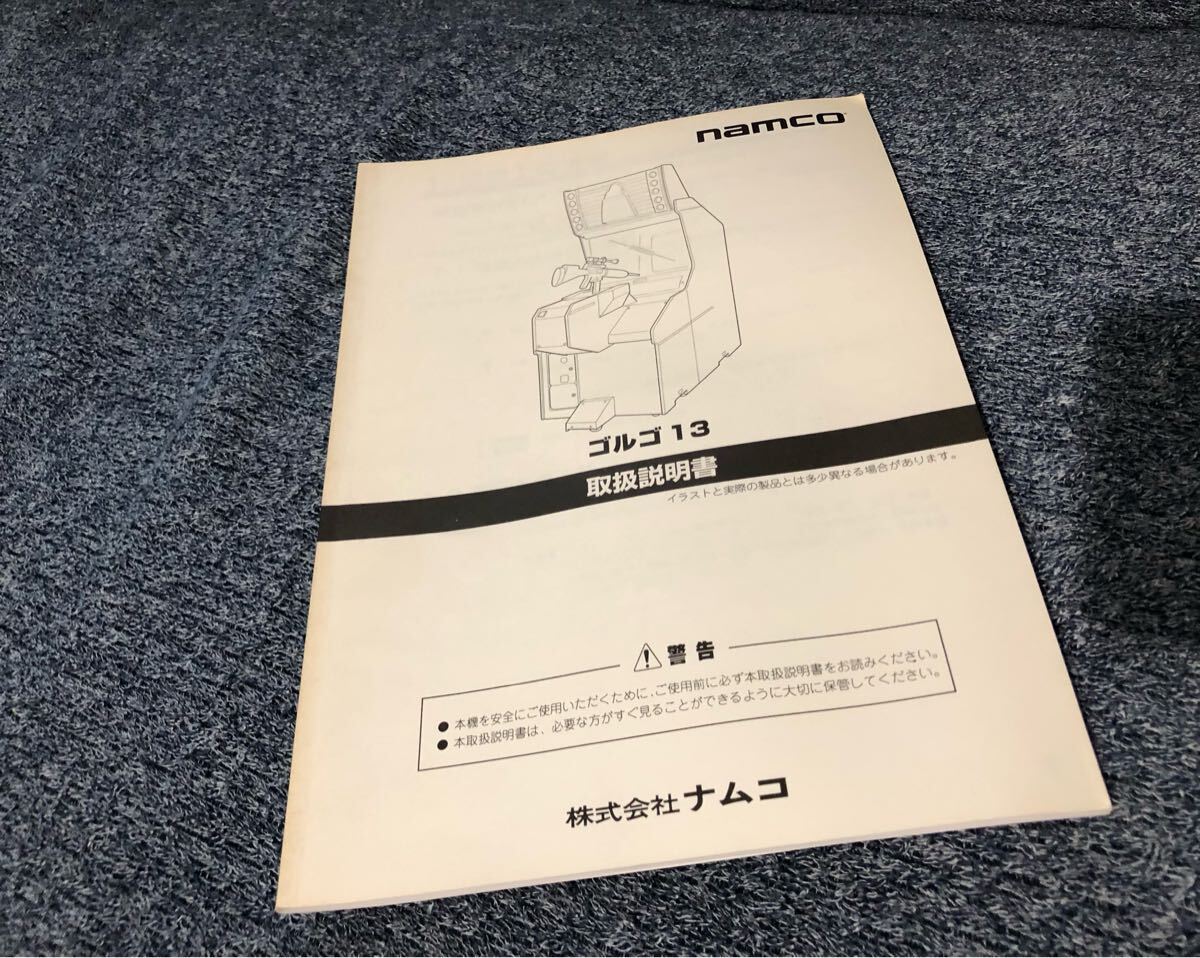 namco
ゴルゴ13
取扱説明書
イラストと実際の製品とは多少異なる場合があります。
警告
● 本機を安全にご使用いただくために、ご使用前に必ず本取扱説明書をお読みください。
● 本取扱説明書は、必要な方がすぐ見ることができるように大切に保管してください。
株式会社ナムコ